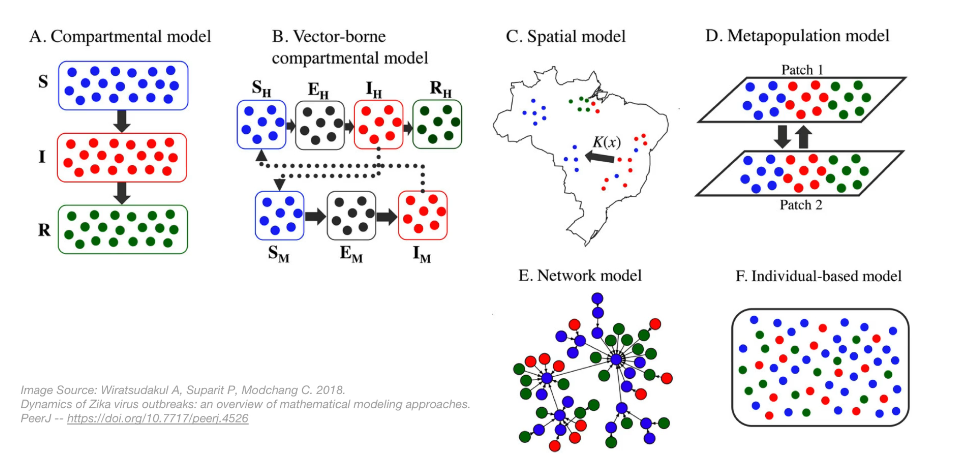 A. Compartmental model
S
I
R
B. Vector-borne
compartmental model
S_H E_H I_H R_H
S_M E_M I_M
C. Spatial model
K(x)
D. Metapopulation model
Patch 1
Patch 2
E. Network model
F. Individual-based model
Image Source: Wiratsudakul A, Suparit P, Modchang C. 2018.
Dynamics of Zika virus outbreaks: an overview of mathematical modeling approaches.
PeerJ -- https://doi.org/10.7717/peerj.4526